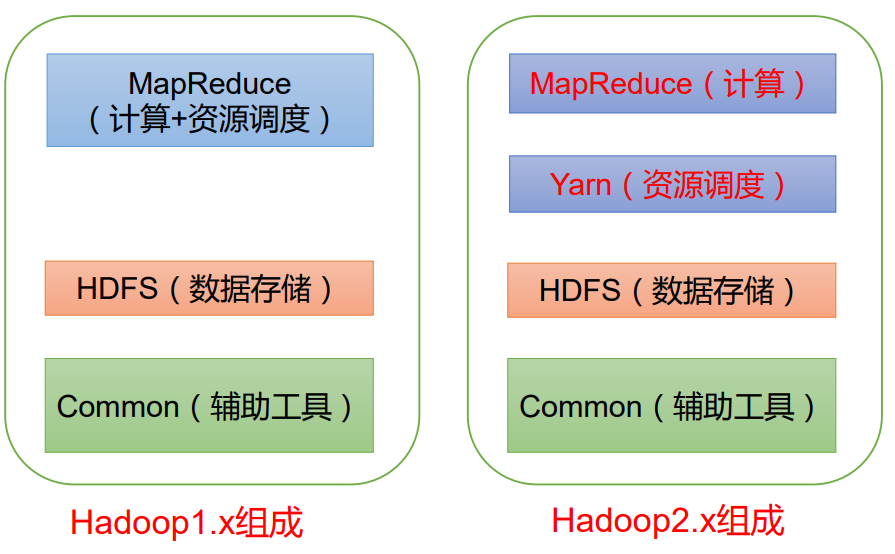 MapReduce
（计算+资源调度）
HDFS（数据存储）
Common（辅助工具）
Hadoop1.x组成
MapReduce（计算）
Yarn（资源调度）
HDFS（数据存储）
Common（辅助工具）
Hadoop2.x组成